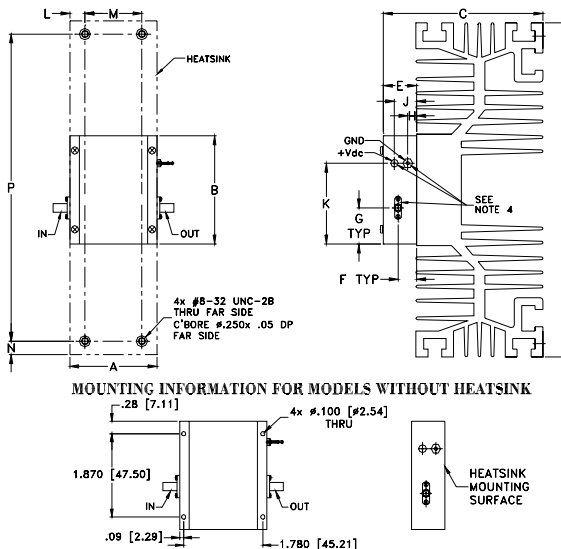 L
M
C
HEATSINK
E
J
GND
+Vdc
P
B
K
G
TYP
SEE
NOTE 4
IN
OUT
F TYP
4x #8-32 UNC-2B
THRU FAR SIDE
C'BORE ø.250x .05 DP
FAR SIDE
N
A
MOUNTING INFORMATION FOR MODELS WITHOUT HEATSINK
.28 [7.11]
4x ø.100 [ø2.54]
THRU
1.870 [47.50]
IN
OUT
HEATSINK
MOUNTING
SURFACE
.09 [2.29]
1.780 [45.21]